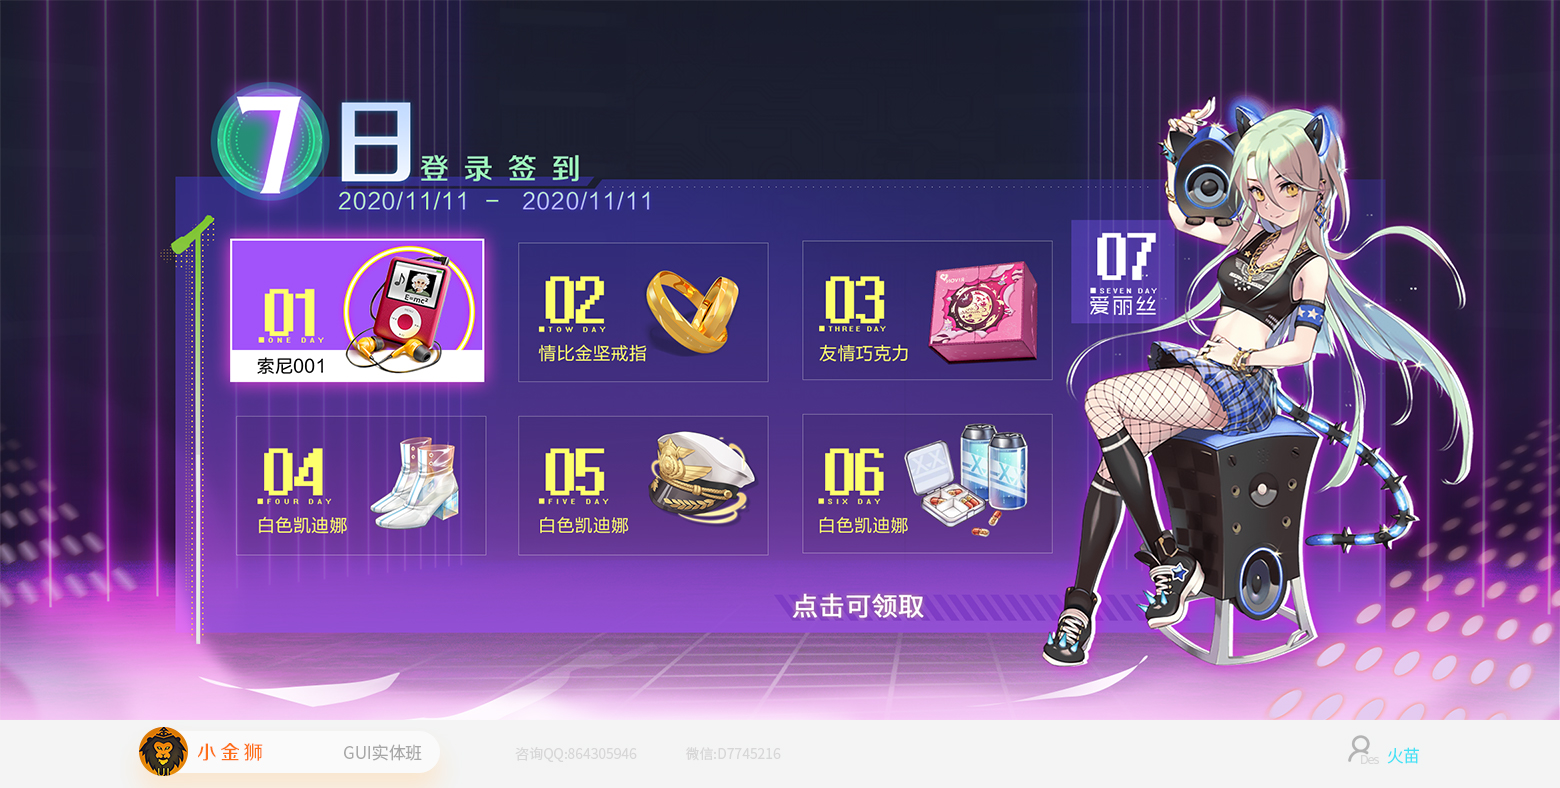 7日登录签到
2020/11/11 - 2020/11/11
01
ONE DAY
索尼001
E=mc²
02
TOW DAY
情比金坚戒指
03
THREE DAY
友情巧克力
04
FOUR DAY
白色凯迪娜
05
FIVE DAY
白色凯迪娜
06
SIX DAY
白色凯迪娜
07
SEVEN DAY
爱丽丝
点击可领取
小金狮
GUI实体班
咨询QQ:864305946
微信:D7745216
Des 火苗